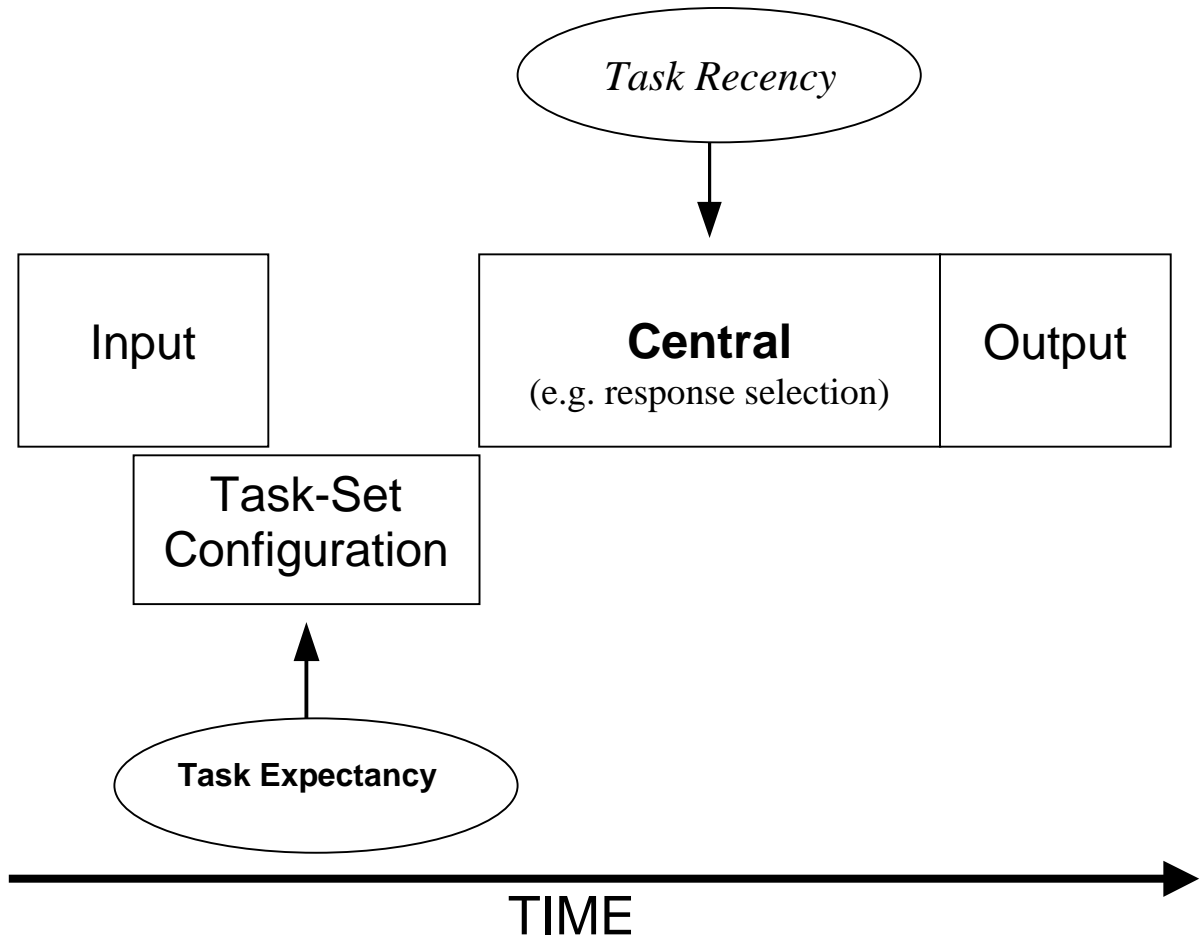 Task Recency
Input
Central
(e.g. response selection)
Output
Task-Set
Configuration
Task Expectancy
TIME